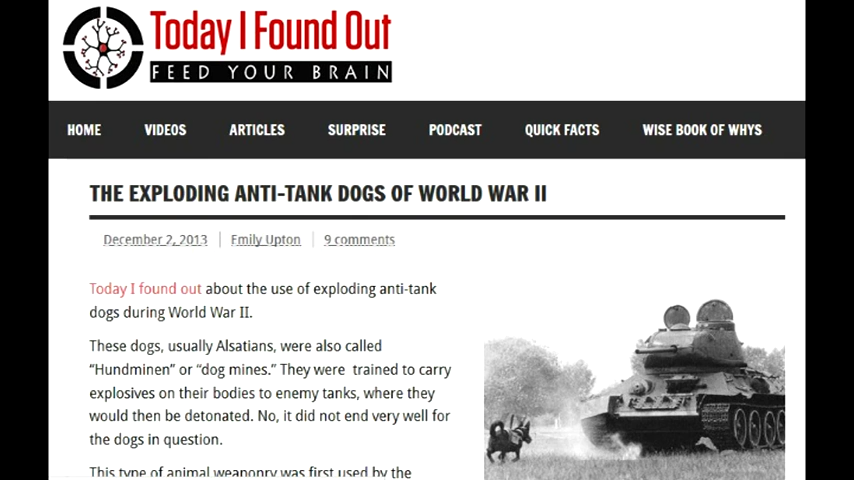 Today I Found Out
FEED YOUR BRAIN
HOME VIDEOS ARTICLES SURPRISE PODCAST QUICK FACTS WISE BOOK OF WHYS
THE EXPLODING ANTI-TANK DOGS OF WORLD WAR II
December 2, 2013 | Emily Upton | 9 comments
Today I found out about the use of exploding anti-tank
dogs during World War II.
These dogs, usually Alsatians, were also called
“Hundminen” or “dog mines.” They were trained to carry
explosives on their bodies to enemy tanks, where they
would then be detonated. No, it did not end very well for
the dogs in question.
This type of animal weaponry was first used by the